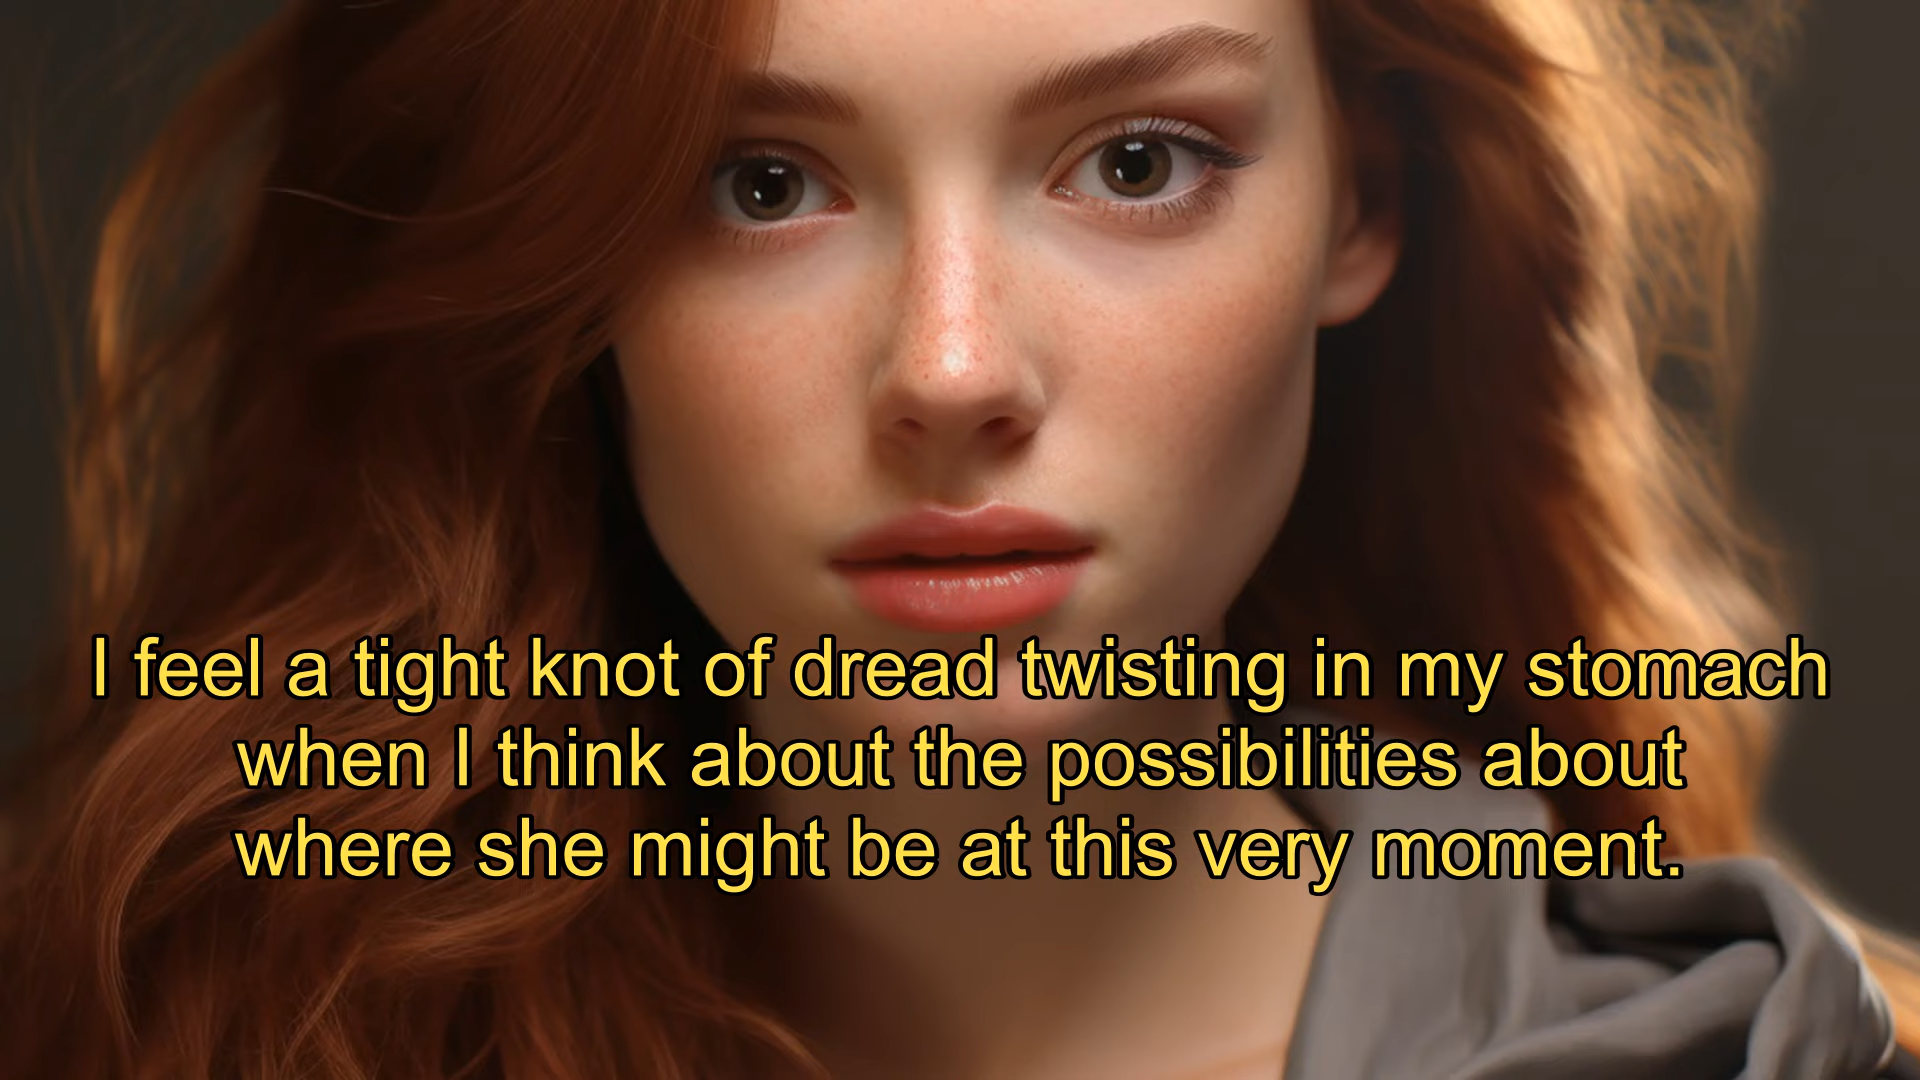 I feel a tight knot of dread twisting in my stomach
when I think about the possibilities about
where she might be at this very moment.